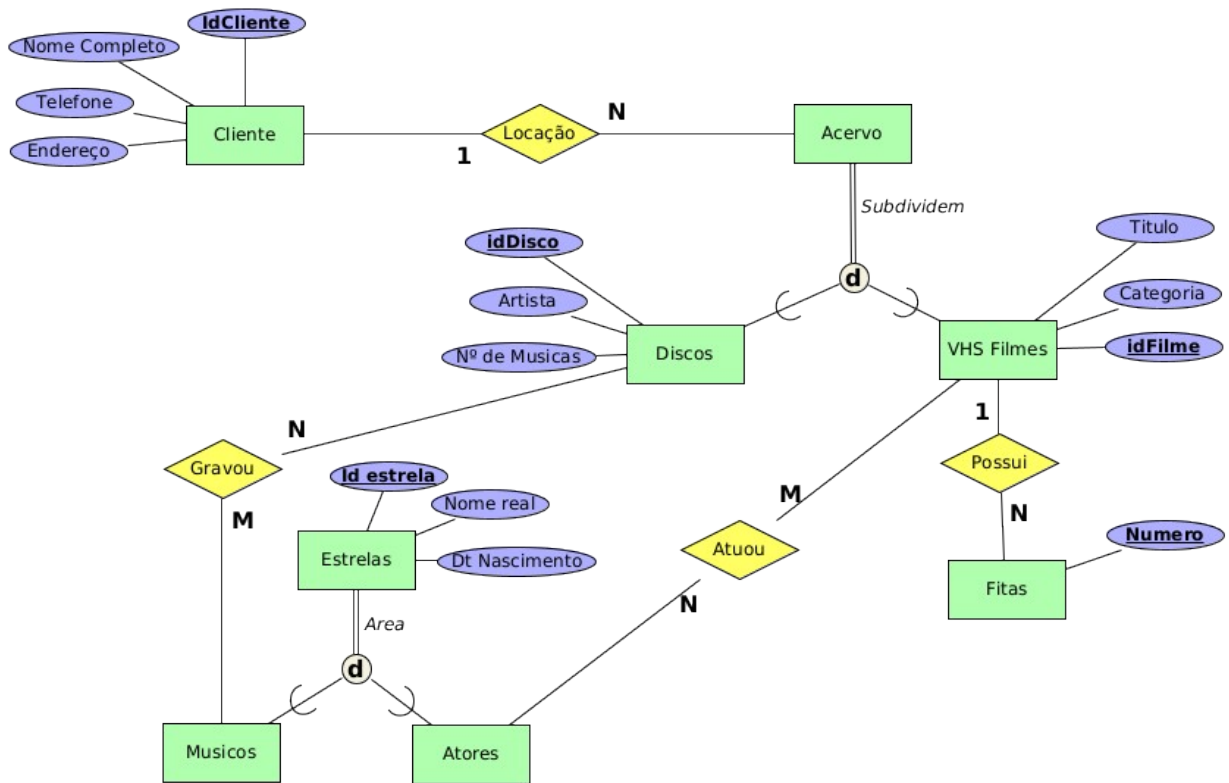 IdCliente
Nome Completo
Telefone
Endereço
Cliente
1
Locação
N
Acervo
Subdividem
d
idDisco
Artista
Nº de Musicas
Discos
Titulo
Categoria
idFilme
VHS Filmes
N
Gravou
M
1
Possui
N
Numero
Fitas
M
Atuou
N
Id estrela
Nome real
Dt Nascimento
Estrelas
Area
d
Musicos
Atores